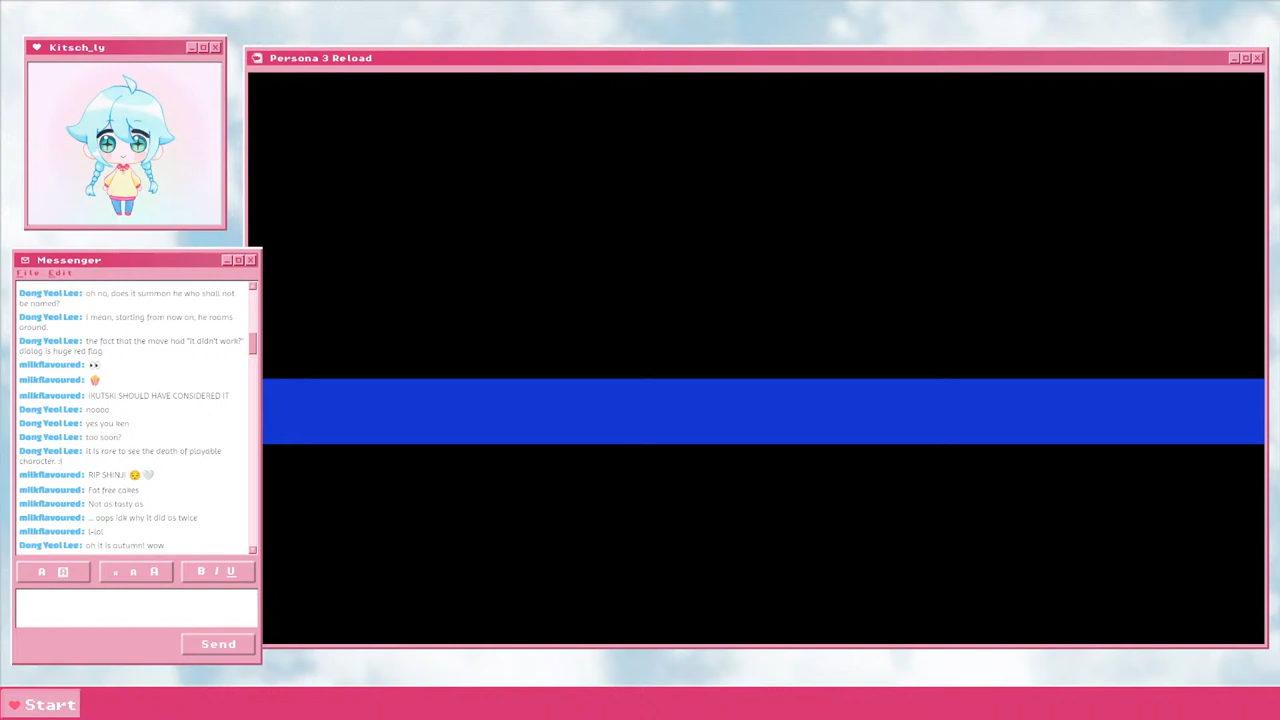 Kitsch_ly
Persona 3 Reload
Messenger
File Edit
Dong Yeol Lee: oh no, does it summon he who shall not
be named?
Dong Yeol Lee: I mean, starting from now on, he roams
around.
Dong Yeol Lee: the fact that the move had "It didn't work?"
dialog is huge red flag
milkflavoured: 👀
milkflavoured: 🍿
milkflavoured: IKUTSKI SHOULD HAVE CONSIDERED IT
Dong Yeol Lee: noooo
Dong Yeol Lee: yes you ken
Dong Yeol Lee: too soon?
Dong Yeol Lee: It is rare to see the death of playable
character. :(
milkflavoured: RIP SHINJI 😔 🤍
milkflavoured: Fat free cakes
milkflavoured: Not as tasty as
milkflavoured: ... oops idk why it did as twice
milkflavoured: l-lol
Dong Yeol Lee: oh it is autumn! wow
A A A A A B I U
Send
Start